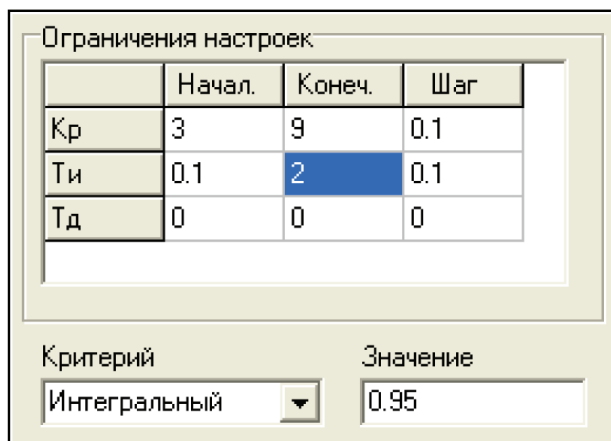 Ограничения настроек
Начал. Конеч. Шаг
Кр 3 9 0.1
Ти 0.1 2 0.1
Тд 0 0 0
Критерий Значение
Интегральный 0.95